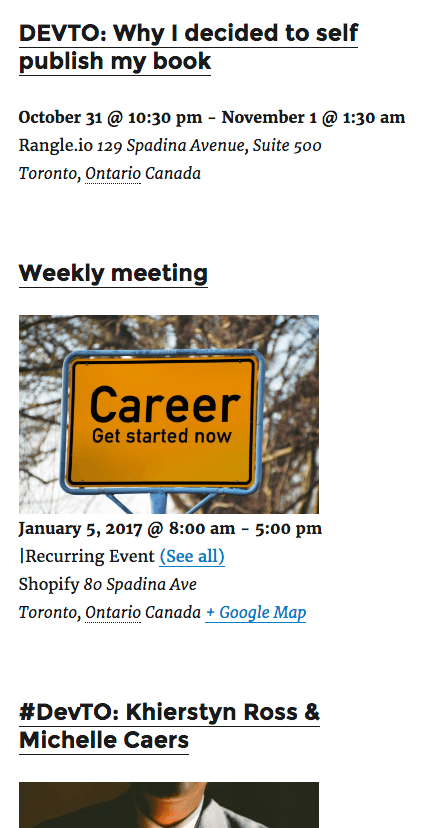 DEVTO: Why I decided to self
publish my book
October 31 @ 10:30 pm - November 1 @ 1:30 am
Rangle.io 129 Spadina Avenue, Suite 500
Toronto, Ontario Canada
Weekly meeting
Career
Get started now
January 5, 2017 @ 8:00 am - 5:00 pm
|Recurring Event (See all)
Shopify 80 Spadina Ave
Toronto, Ontario Canada + Google Map
#DevTO: Khierstyn Ross &
Michelle Caers